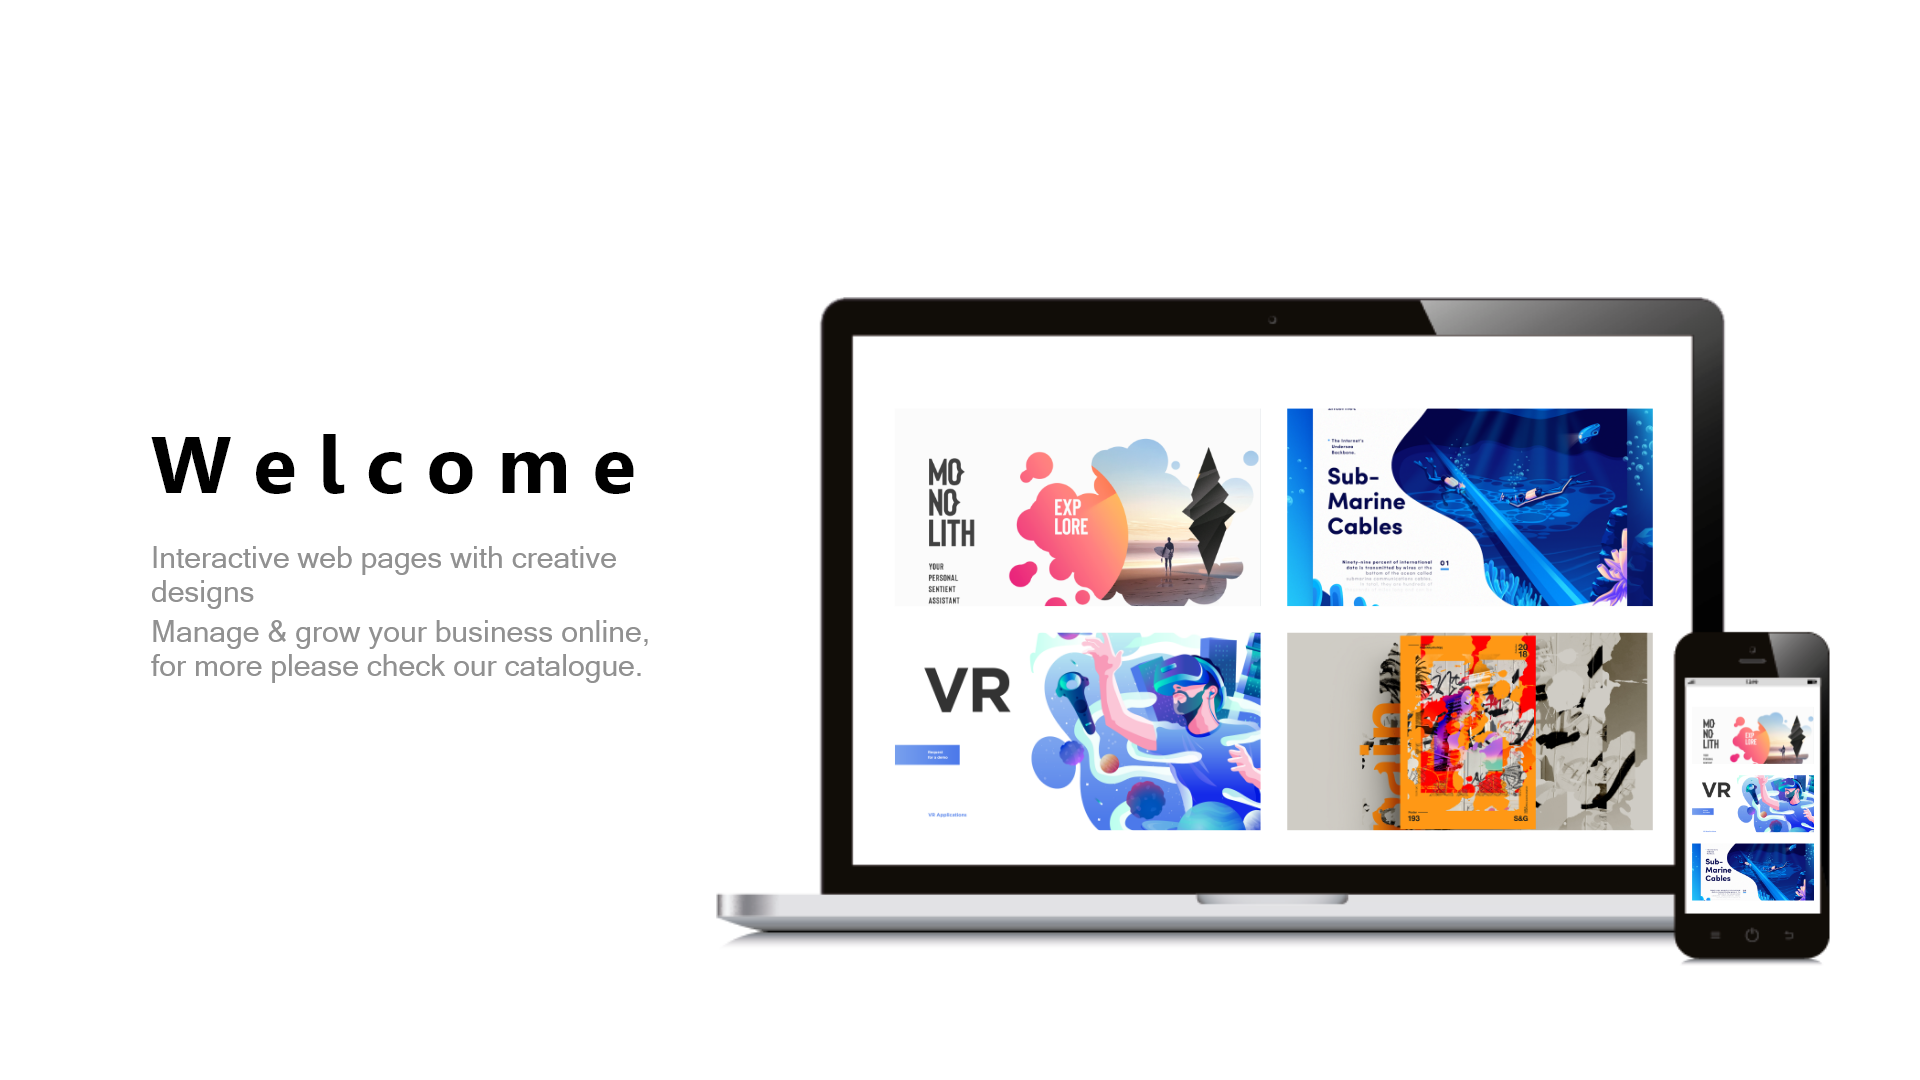 Welcome
Interactive web pages with creative
designs
Manage & grow your business online,
for more please check our catalogue.
MO
NO
LITH
EXP
LORE
YOUR
PERSONAL
SENTIENT
ASSISTANT
The Internet's
Undersea
Backbone.
Sub-
Marine
Cables
Ninety-nine percent of international
data is transmitted by wires at the
bottom of the ocean called
submarine communications cables.
01
VR
Request
for a demo
VR Applications
20
18
193
S&G
MO
NO
LITH
EXP
LORE
VR
Sub-
Marine
Cables